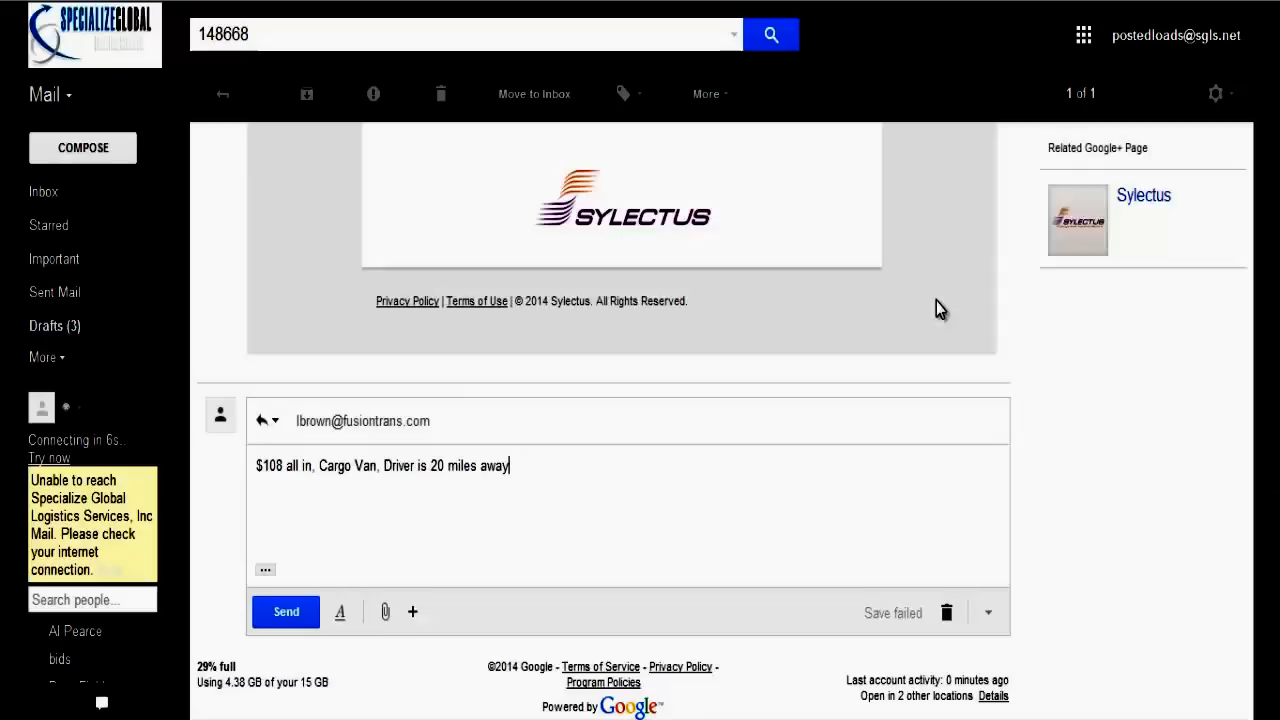 SPECIALIZEGLOBAL
148668
postedloads@sgls.net
Mail
Move to Inbox
More
1 of 1
COMPOSE
Inbox
Starred
Important
Sent Mail
Drafts (3)
More
Connecting in 6s..
Try now
Unable to reach
Specialize Global
Logistics Services, Inc
Mail. Please check
your internet
connection.
Search people...
Al Pearce
bids
SYLECTUS
Privacy Policy | Terms of Use | © 2014 Sylectus. All Rights Reserved.
Related Google+ Page
SYLECTUS
Sylectus
lbrown@fusiontrans.com
$108 all in, Cargo Van, Driver is 20 miles away
...
Send
A
Save failed
29% full
Using 4.38 GB of your 15 GB
©2014 Google - Terms of Service - Privacy Policy -
Program Policies
Powered by Google™
Last account activity: 0 minutes ago
Open in 2 other locations Details